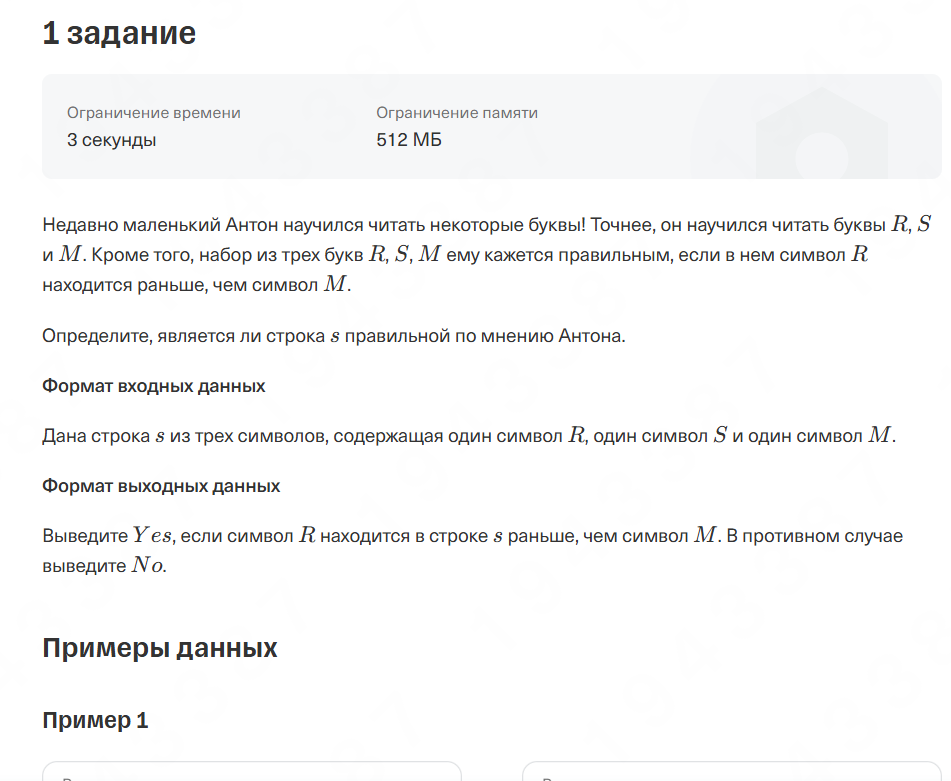 1 задание
Ограничение времени
Ограничение памяти
3 секунды
512 МБ
Недавно маленький Антон научился читать некоторые буквы! Точнее, он научился читать буквы R, S
и M. Кроме того, набор из трех букв R, S, M ему кажется правильным, если в нем символ R
находится раньше, чем символ M.
Определите, является ли строка s правильной по мнению Антона.
Формат входных данных
Дана строка s из трех символов, содержащая один символ R, один символ S и один символ M.
Формат выходных данных
Выведите Yes, если символ R находится в строке s раньше, чем символ M. В противном случае
выведите No.
Примеры данных
Пример 1